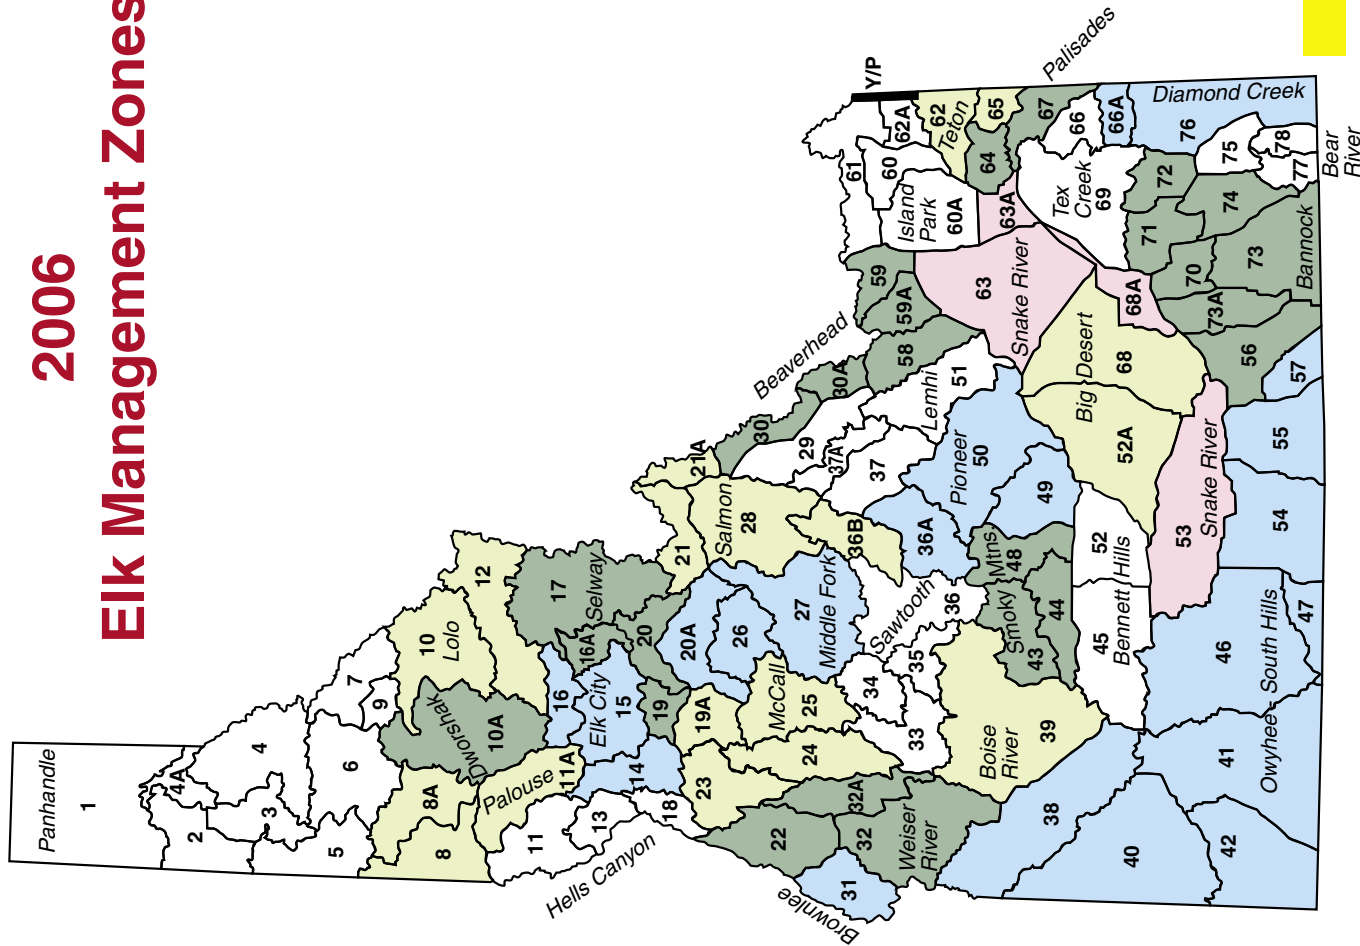 2006
Elk Management Zones
Panhandle
1
4A
4
2
3
7
9
6
5
10
Lolo
12
Dworshak
10A
8A
8
Palouse
11A
11
13
17
Selway
16A
16
20
Elk City
15
19
14
18
Hells Canyon
21A
21
Salmon
28
20A
26
27
Middle Fork
36B
19A
McCall
25
23
24
22
32A
32
Weiser
River
31
Brownlee
Beaverhead
30
30A
29
37A
37
Lemhi
51
58
59A
59
36A
Pioneer
50
49
Sawtooth
36
35
34
33
Smoky Mtns
48
44
43
Boise
River
39
38
61
60
62A
Y/P
Island
Park
60A
62
Teton
65
64
67
Palisades
63A
63
Snake River
Tex
Creek
69
66
66A
Diamond Creek
76
Big Desert
68
52A
68A
72
71
70
74
75
78
77
Bear
River
73
73A
Bannock
56
57
52
45
Bennett Hills
53
Snake River
55
54
46
47
41
Owyhee - South Hills
40
42